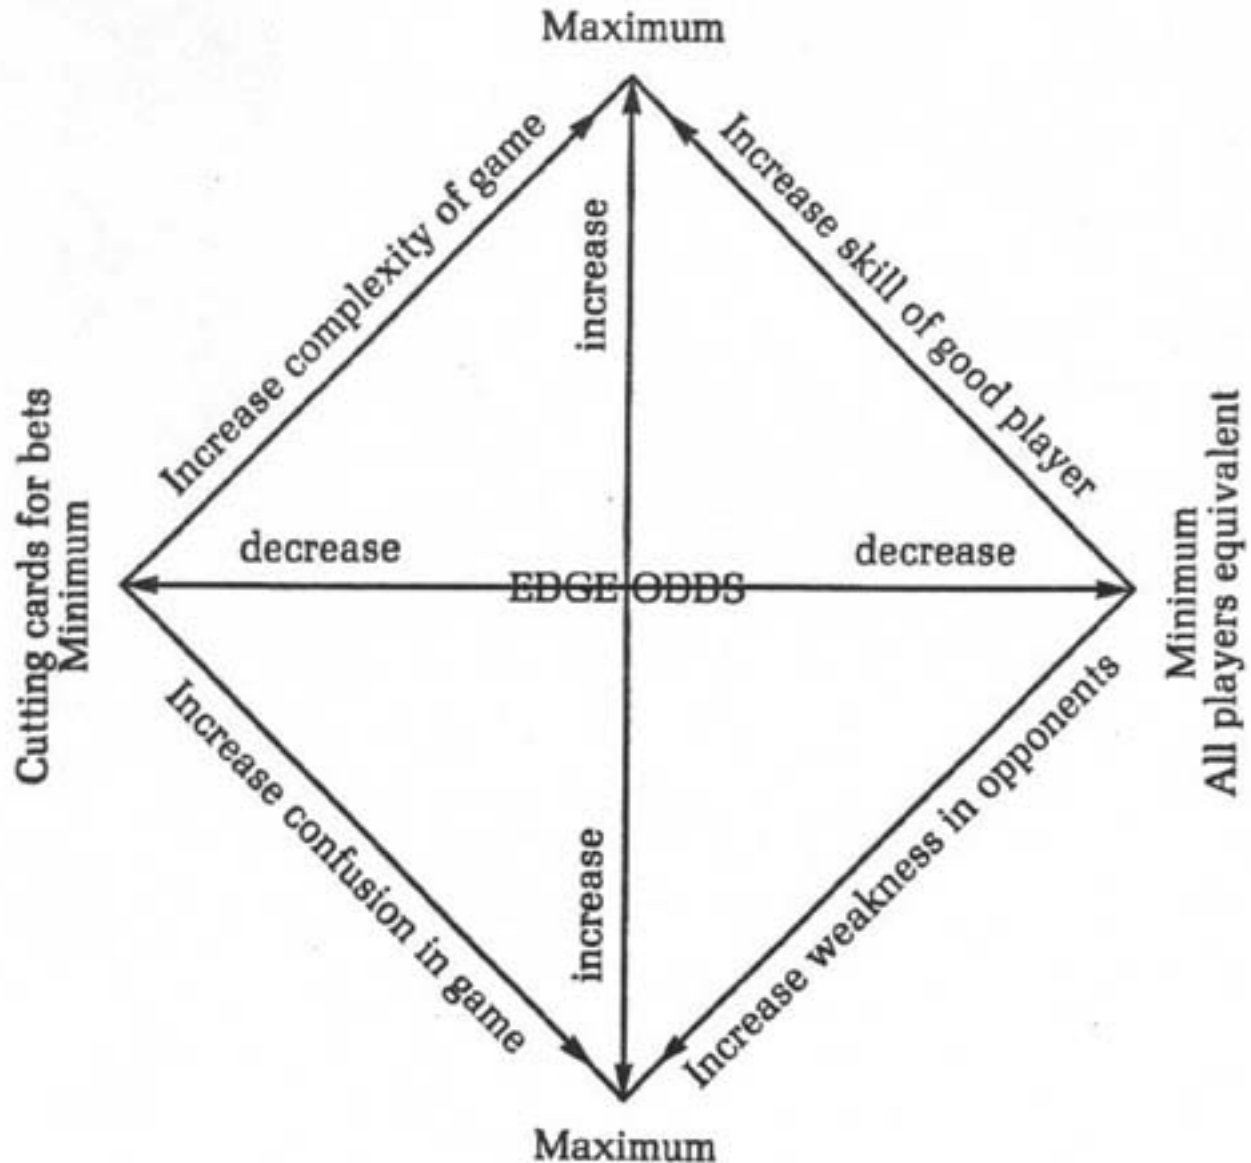 Maximum
Increase complexity of game
Increase skill of good player
increase
Cutting cards for bets
Minimum
decrease
EDGE ODDS
decrease
Minimum
All players equivalent
Increase confusion in game
increase
Increase weakness in opponents
Maximum